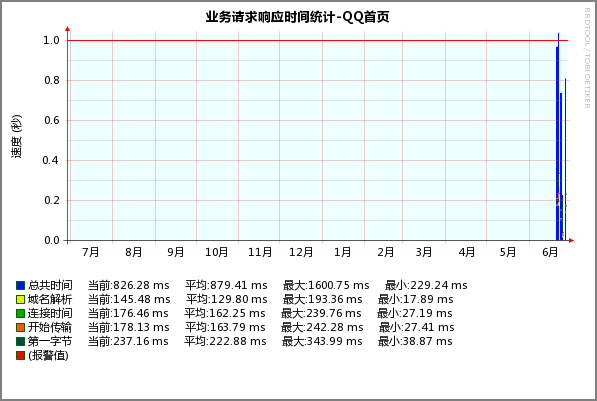 业务请求响应时间统计-QQ首页
RRDTOOL / TOBI OETIKER
速度 (秒)
1.0
0.8
0.6
0.4
0.2
0.0
7月 8月 9月 10月 11月 12月 1月 2月 3月 4月 5月 6月
总共时间 当前:826.28 ms 平均:879.41 ms 最大:1600.75 ms 最小:229.24 ms
域名解析 当前:145.48 ms 平均:129.80 ms 最大:193.36 ms 最小:17.89 ms
连接时间 当前:176.46 ms 平均:162.25 ms 最大:239.76 ms 最小:27.19 ms
开始传输 当前:178.13 ms 平均:163.79 ms 最大:242.28 ms 最小:27.41 ms
第一字节 当前:237.16 ms 平均:222.88 ms 最大:343.99 ms 最小:38.87 ms
(报警值)